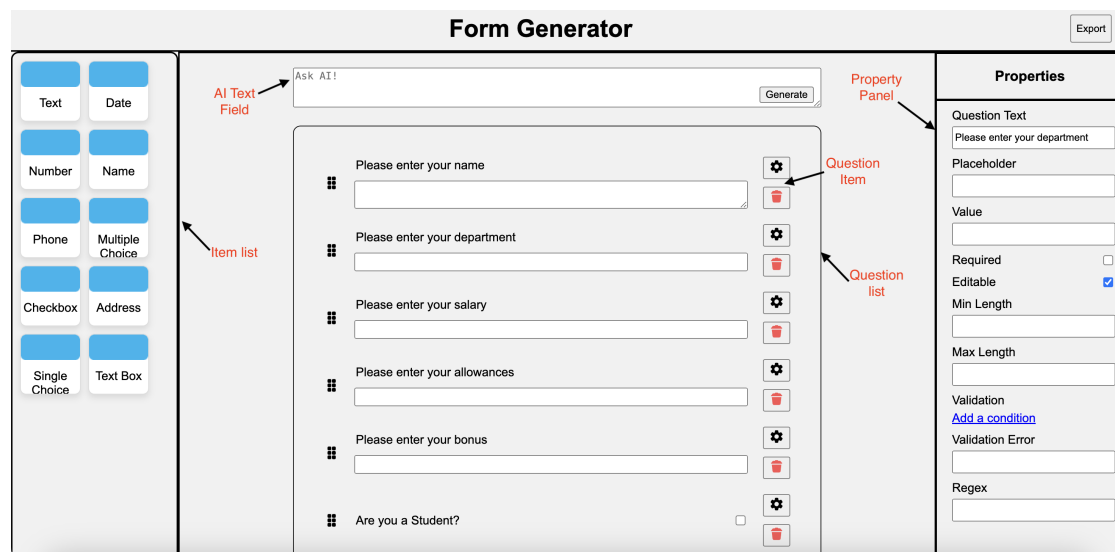 Form Generator
Export
Text
Date
Number
Name
Phone
Multiple
Choice
Checkbox
Address
Single
Choice
Text Box
Item list
AI Text
Field
Ask AI!
Generate
Please enter your name
Please enter your department
Please enter your salary
Please enter your allowances
Please enter your bonus
Are you a Student?
Question
Item
Question
list
Property
Panel
Properties
Question Text
Please enter your department
Placeholder
Value
Required
Editable
Min Length
Max Length
Validation
Add a condition
Validation Error
Regex